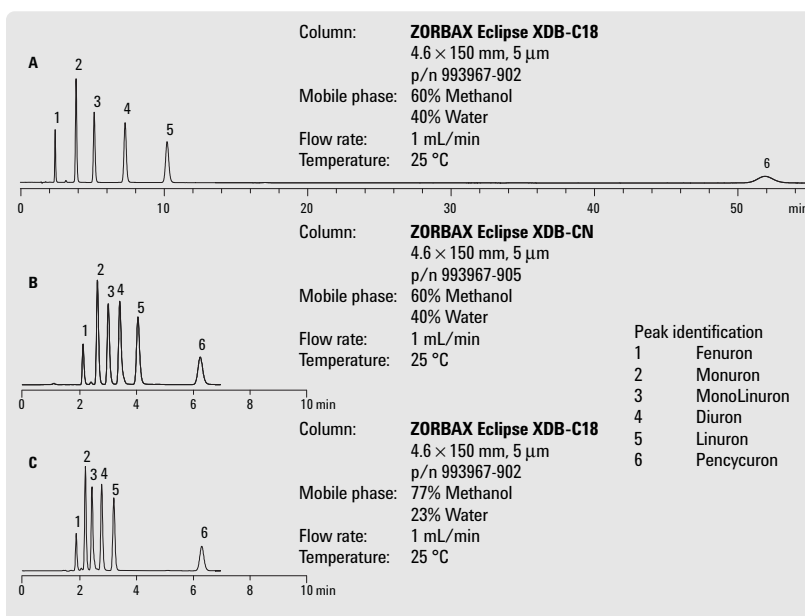 Column: ZORBAX Eclipse XDB-C18
4.6 × 150 mm, 5 μm
p/n 993967-902
Mobile phase: 60% Methanol
40% Water
Flow rate: 1 mL/min
Temperature: 25 °C
A
1 2 3 4 5 6
0 10 20 30 40 50 min
Column: ZORBAX Eclipse XDB-CN
4.6 × 150 mm, 5 μm
p/n 993967-905
Mobile phase: 60% Methanol
40% Water
Flow rate: 1 mL/min
Temperature: 25 °C
B
1 2 3 4 5 6
0 2 4 6 8 10 min
Peak identification
1 Fenuron
2 Monuron
3 MonoLinuron
4 Diuron
5 Linuron
6 Pencycuron
Column: ZORBAX Eclipse XDB-C18
4.6 × 150 mm, 5 μm
p/n 993967-902
Mobile phase: 77% Methanol
23% Water
Flow rate: 1 mL/min
Temperature: 25 °C
C
1 2 3 4 5 6
0 2 4 6 8 10 min